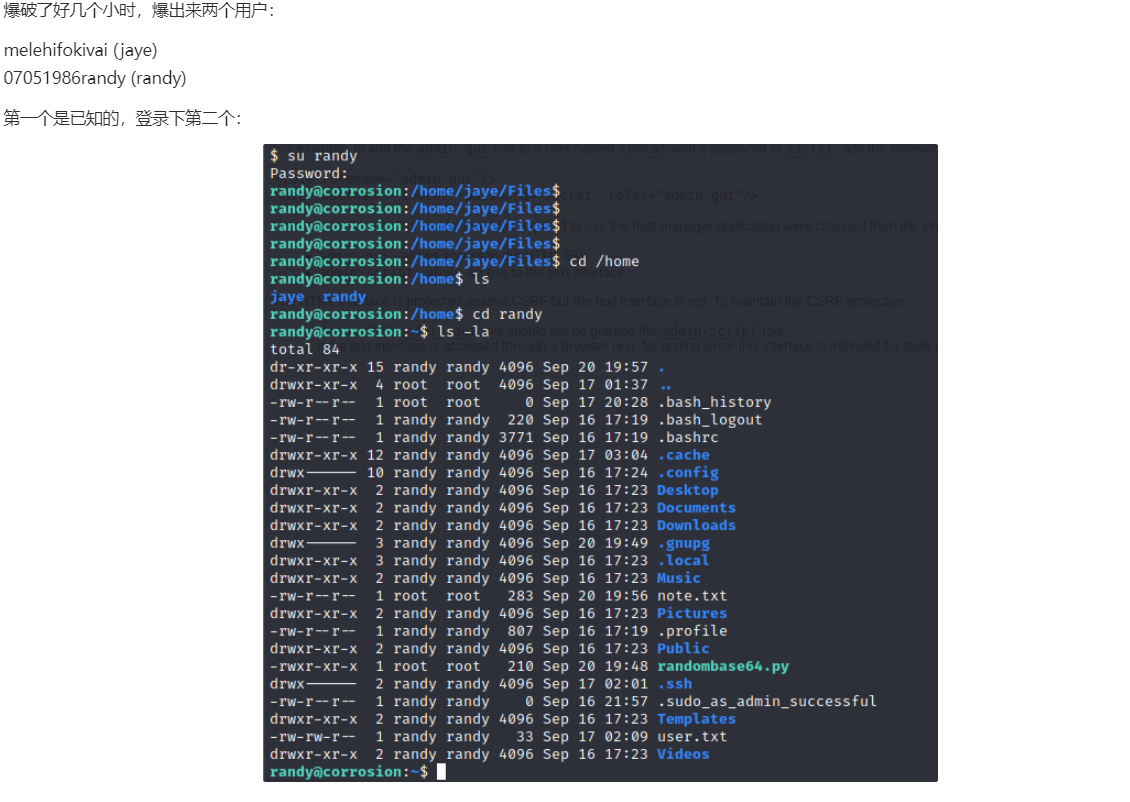 爆破了好几个小时，爆出来两个用户：
melehifokivai (jaye)
07051986randy (randy)
第一个是已知的，登录下第二个：
$ su randy
Password:
randy@corrosion:/home/jaye/Files$
randy@corrosion:/home/jaye/Files$
randy@corrosion:/home/jaye/Files$
randy@corrosion:/home/jaye/Files$
randy@corrosion:/home/jaye/Files$ cd /home
randy@corrosion:/home$ ls
jaye  randy
randy@corrosion:/home$ cd randy
randy@corrosion:~$ ls -la
total 84
dr-xr-xr-x 15 randy randy 4096 Sep 20 19:57 .
drwxr-xr-x  4 root  root  4096 Sep 17 01:37 ..
-rw-r--r--  1 root  root     0 Sep 17 20:28 .bash_history
-rw-r--r--  1 randy randy  220 Sep 16 17:19 .bash_logout
-rw-r--r--  1 randy randy 3771 Sep 16 17:19 .bashrc
drwxr-xr-x 12 randy randy 4096 Sep 17 03:04 .cache
drwx------ 10 randy randy 4096 Sep 16 17:24 .config
drwxr-xr-x  2 randy randy 4096 Sep 16 17:23 Desktop
drwxr-xr-x  2 randy randy 4096 Sep 16 17:23 Documents
drwxr-xr-x  2 randy randy 4096 Sep 16 17:23 Downloads
drwx------  3 randy randy 4096 Sep 20 19:49 .gnupg
drwxr-xr-x  3 randy randy 4096 Sep 16 17:23 .local
drwxr-xr-x  2 randy randy 4096 Sep 16 17:23 Music
-rw-r--r--  1 root  root   283 Sep 20 19:56 note.txt
drwxr-xr-x  2 randy randy 4096 Sep 16 17:23 Pictures
-rw-r--r--  1 randy randy  807 Sep 16 17:19 .profile
drwxr-xr-x  2 randy randy 4096 Sep 16 17:23 Public
-rwxr-xr-x  1 root  root   210 Sep 20 19:48 randombase64.py
drwx------  2 randy randy 4096 Sep 17 02:01 .ssh
-rw-r--r--  1 randy randy    0 Sep 16 21:57 .sudo_as_admin_successful
drwxr-xr-x  2 randy randy 4096 Sep 16 17:23 Templates
-rw-rw-r--  1 randy randy   33 Sep 17 02:09 user.txt
drwxr-xr-x  2 randy randy 4096 Sep 16 17:23 Videos
randy@corrosion:~$